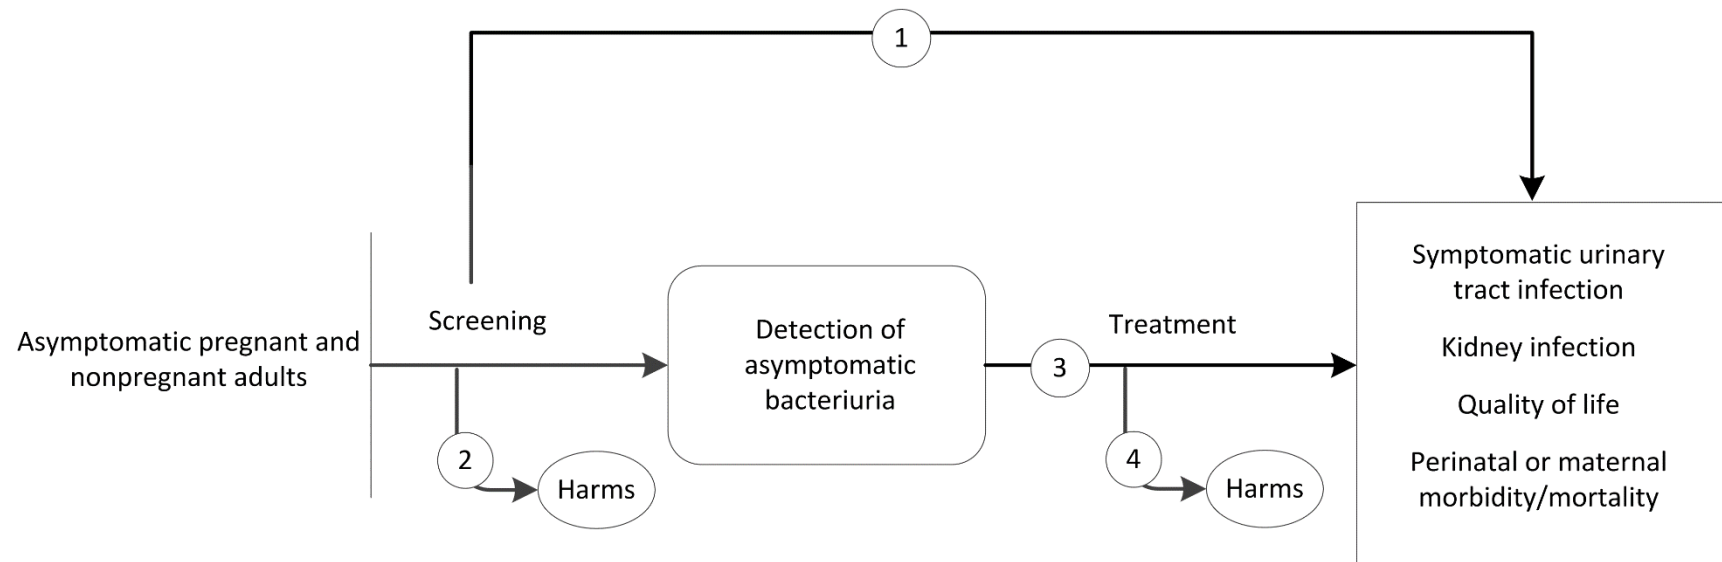 1
Asymptomatic pregnant and
nonpregnant adults
Screening
2
Harms
Detection of
asymptomatic
bacteriuria
3
Treatment
4
Harms
Symptomatic urinary
tract infection
Kidney infection
Quality of life
Perinatal or maternal
morbidity/mortality